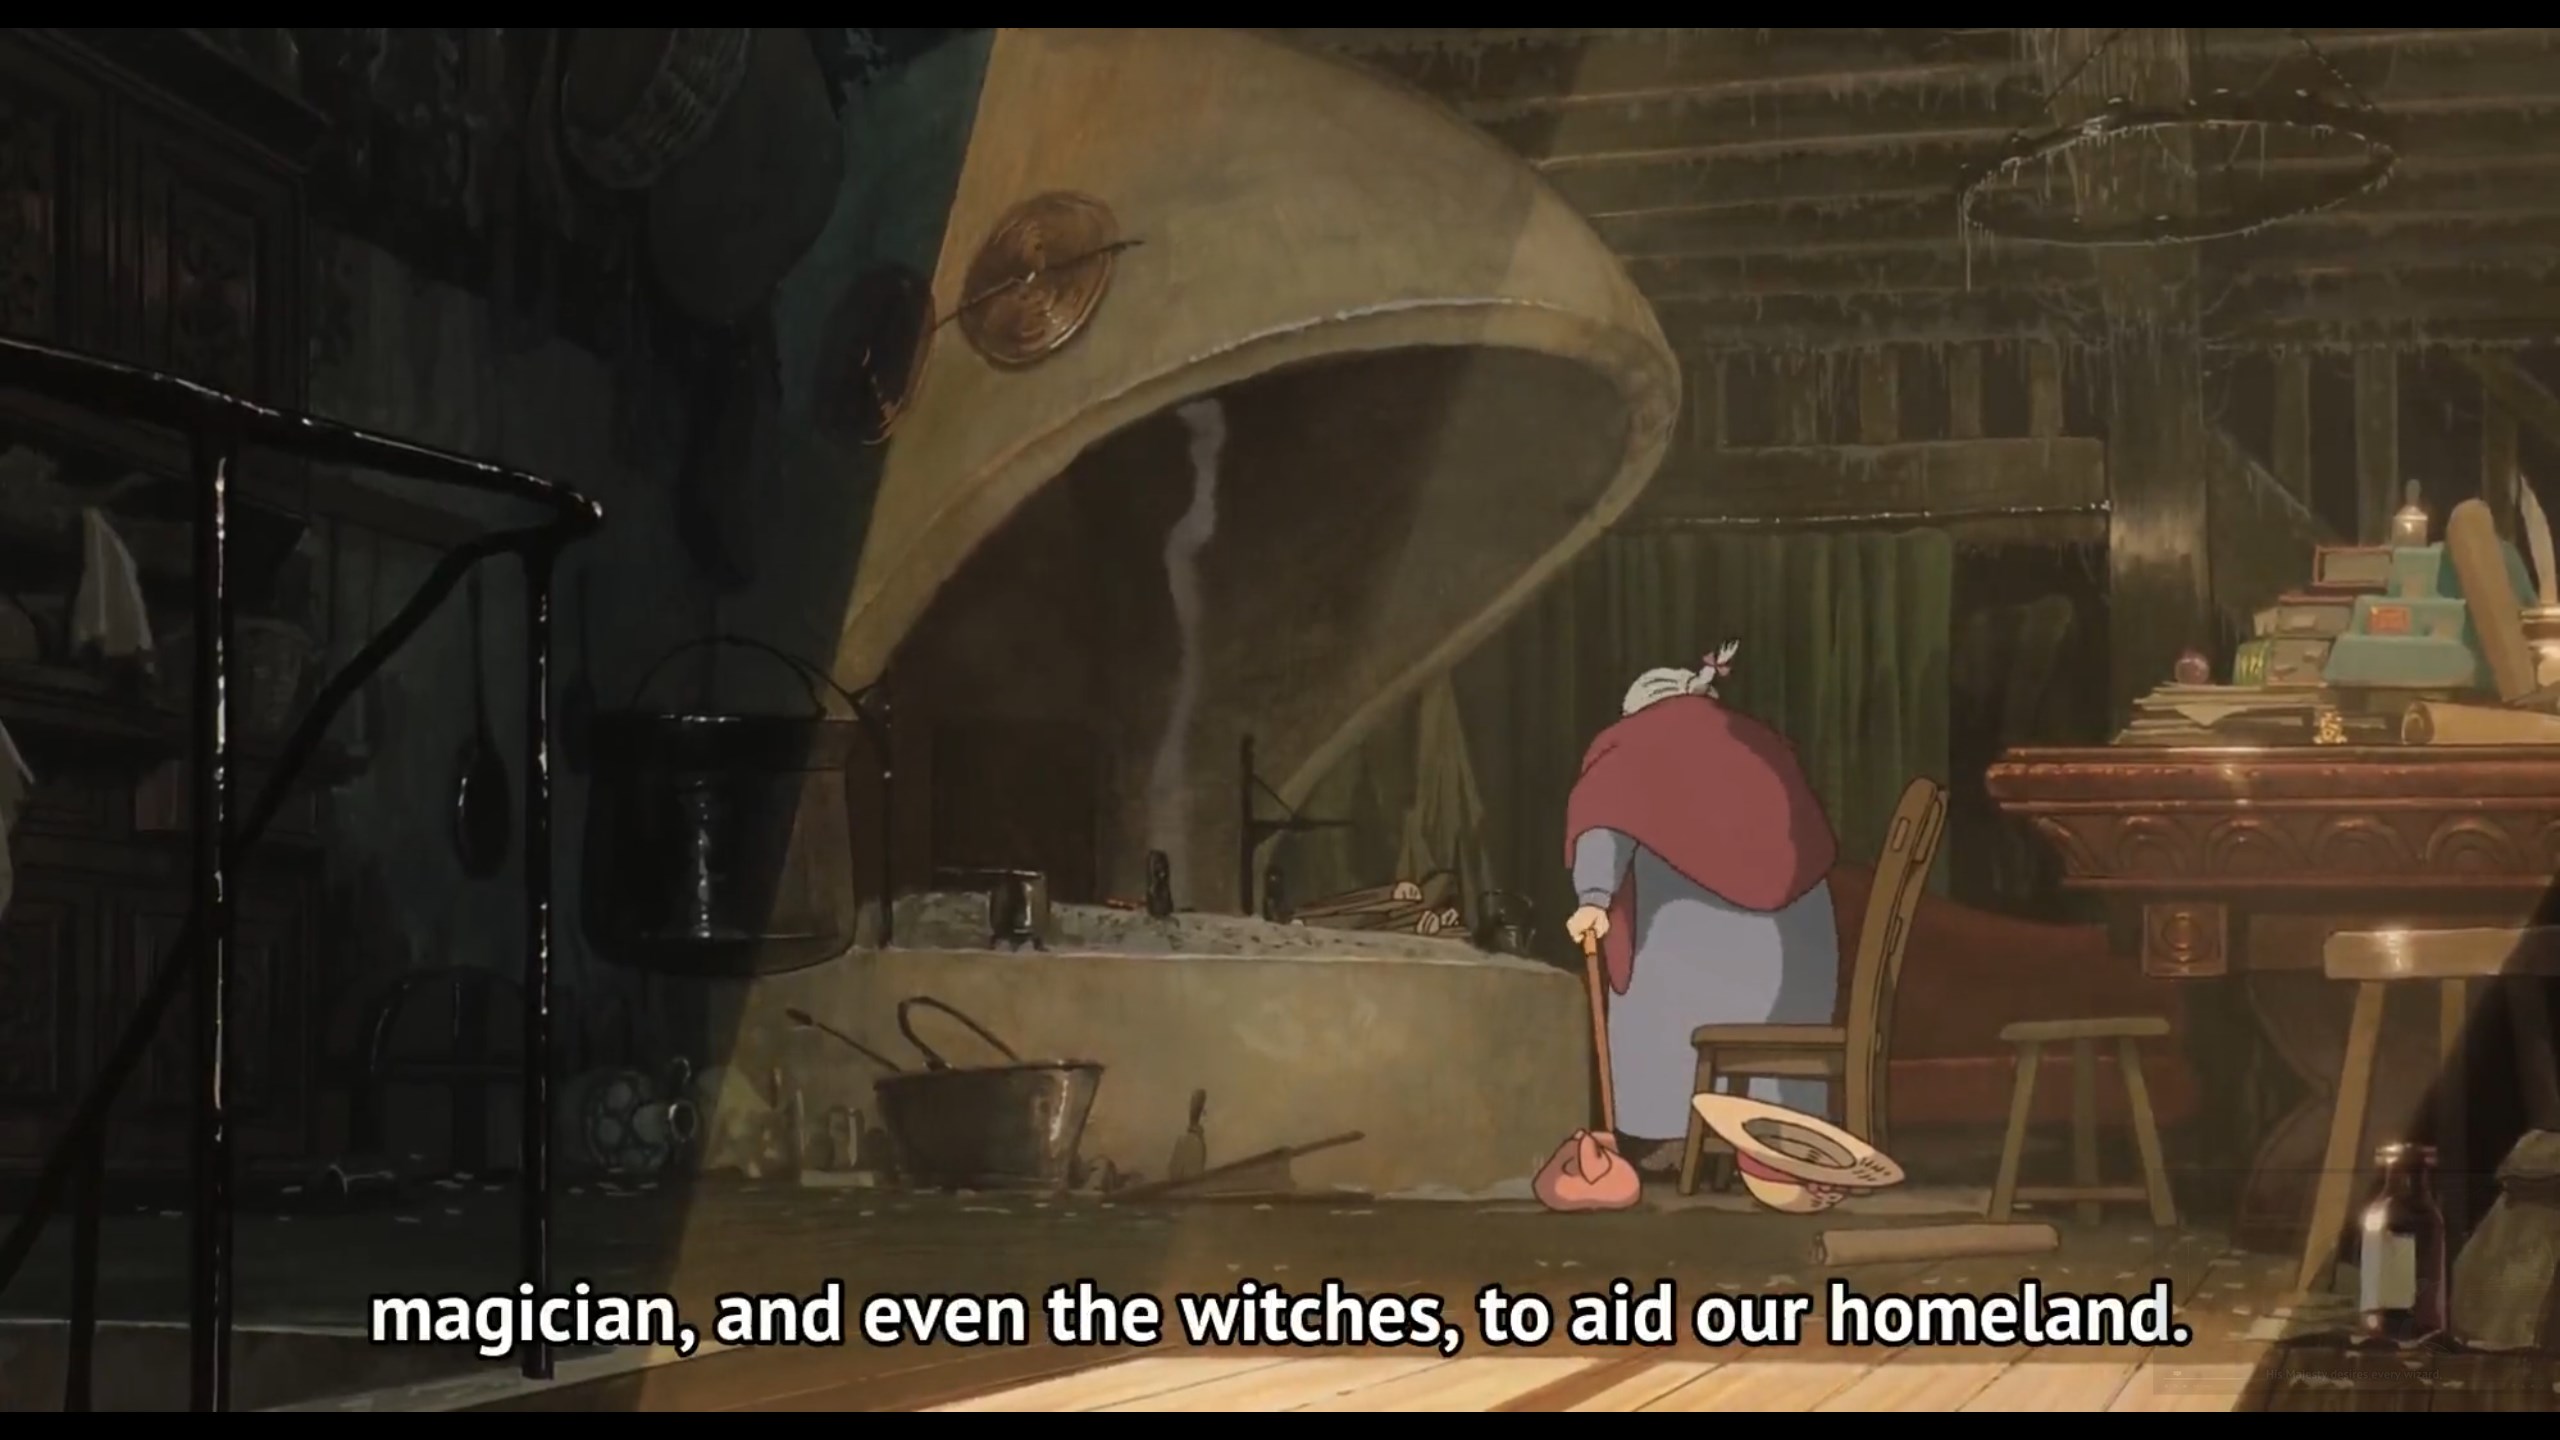 magician, and even the witches, to aid our homeland.